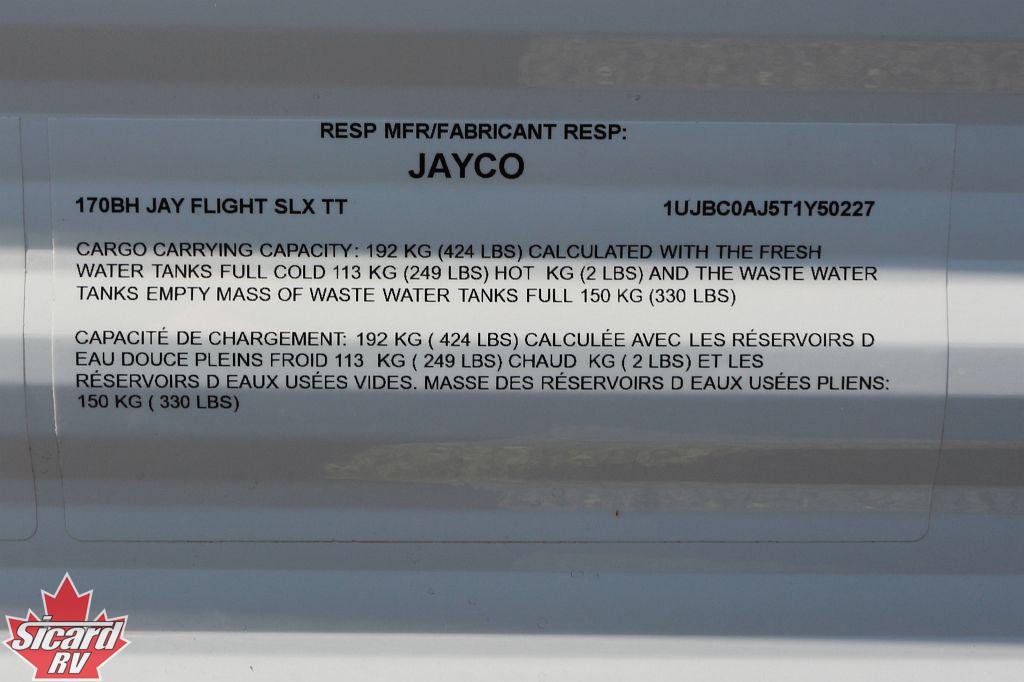 RESP MFR/FABRICANT RESP:
JAYCO
170BH JAY FLIGHT SLX TT 1UJBC0AJ5T1Y50227
CARGO CARRYING CAPACITY: 192 KG (424 LBS) CALCULATED WITH THE FRESH
WATER TANKS FULL COLD 113 KG (249 LBS) HOT KG (2 LBS) AND THE WASTE WATER
TANKS EMPTY MASS OF WASTE WATER TANKS FULL 150 KG (330 LBS)
CAPACITÉ DE CHARGEMENT: 192 KG ( 424 LBS) CALCULÉE AVEC LES RÉSERVOIRS D
EAU DOUCE PLEINS FROID 113 KG ( 249 LBS) CHAUD KG ( 2 LBS) ET LES
RÉSERVOIRS D EAUX USÉES VIDES. MASSE DES RÉSERVOIRS D EAUX USÉES PLIENS:
150 KG ( 330 LBS)
Sicard
RV